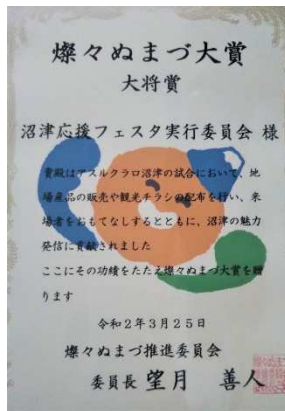 燦々ぬまづ大賞
大将賞
沼津応援フェスタ実行委員会 様
貴殿はアスルクラロ沼津の試合において、地
場産品の販売や観光チラシの配布を行い、来
場者をおもてなしするとともに、沼津の魅力
発信に貢献されました
ここにその功績をたたえ燦々ぬまづ大賞を贈
ります
令和2年3月25日
燦々ぬまづ推進委員会
委員長 望月 善人